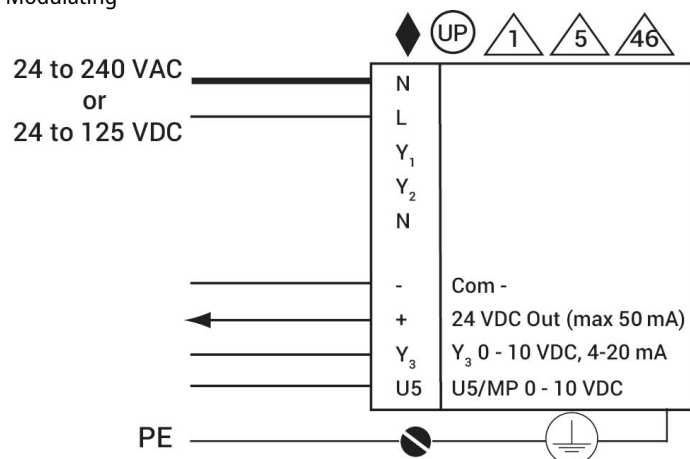 Modulating
UP 1 5 46
24 to 240 VAC
or
24 to 125 VDC
N
L
Y1
Y2
N
- Com -
+ 24 VDC Out (max 50 mA)
Y3 Y3 0 - 10 VDC, 4-20 mA
U5 U5/MP 0 - 10 VDC
PE